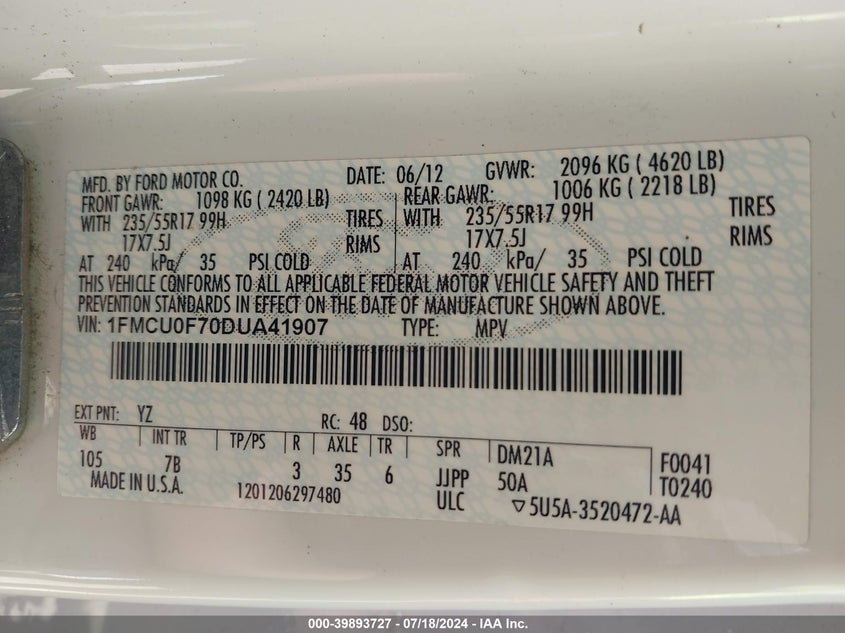 MFD. BY FORD MOTOR CO. DATE: 06/12 GVWR: 2096 KG ( 4620 LB)
FRONT GAWR: 1098 KG ( 2420 LB) REAR GAWR: 1006 KG ( 2218 LB)
WITH 235/55R17 99H TIRES WITH 235/55R17 99H TIRES
17X7.5J RIMS 17X7.5J RIMS
AT 240 kPa/ 35 PSI COLD AT 240 kPa/ 35 PSI COLD
THIS VEHICLE CONFORMS TO ALL APPLICABLE FEDERAL MOTOR VEHICLE SAFETY AND THEFT
PREVENTION STANDARDS IN EFFECT ON THE DATE OF MANUFACTURE SHOWN ABOVE.
VIN: 1FMCU0F70DUA41907 TYPE: MPV
EXT PNT: YZ RC: 48 DSO:
WB INT TR TP/PS R AXLE TR SPR DM21A F0041
105 7B 3 35 6 JJPP 50A T0240
MADE IN U.S.A. 1201206297480 ULC ▽5U5A-3520472-AA
000-39893727 - 07/18/2024 - IAA Inc.